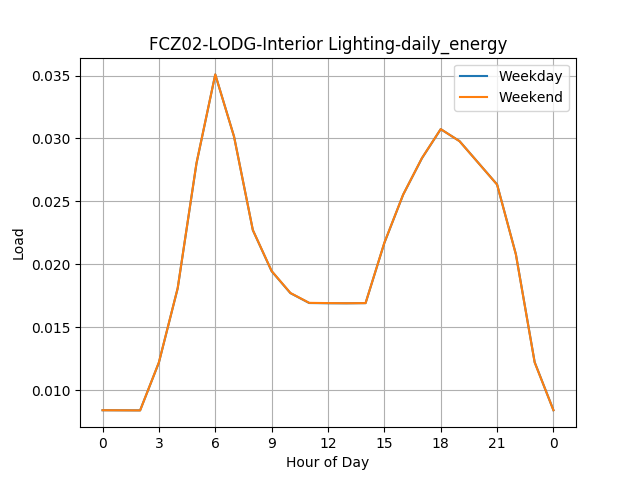 FCZ02-LODG-Interior Lighting-daily_energy
Weekday
Weekend
0.035
0.030
0.025
0.020
0.015
0.010
Load
0 3 6 9 12 15 18 21 0
Hour of Day